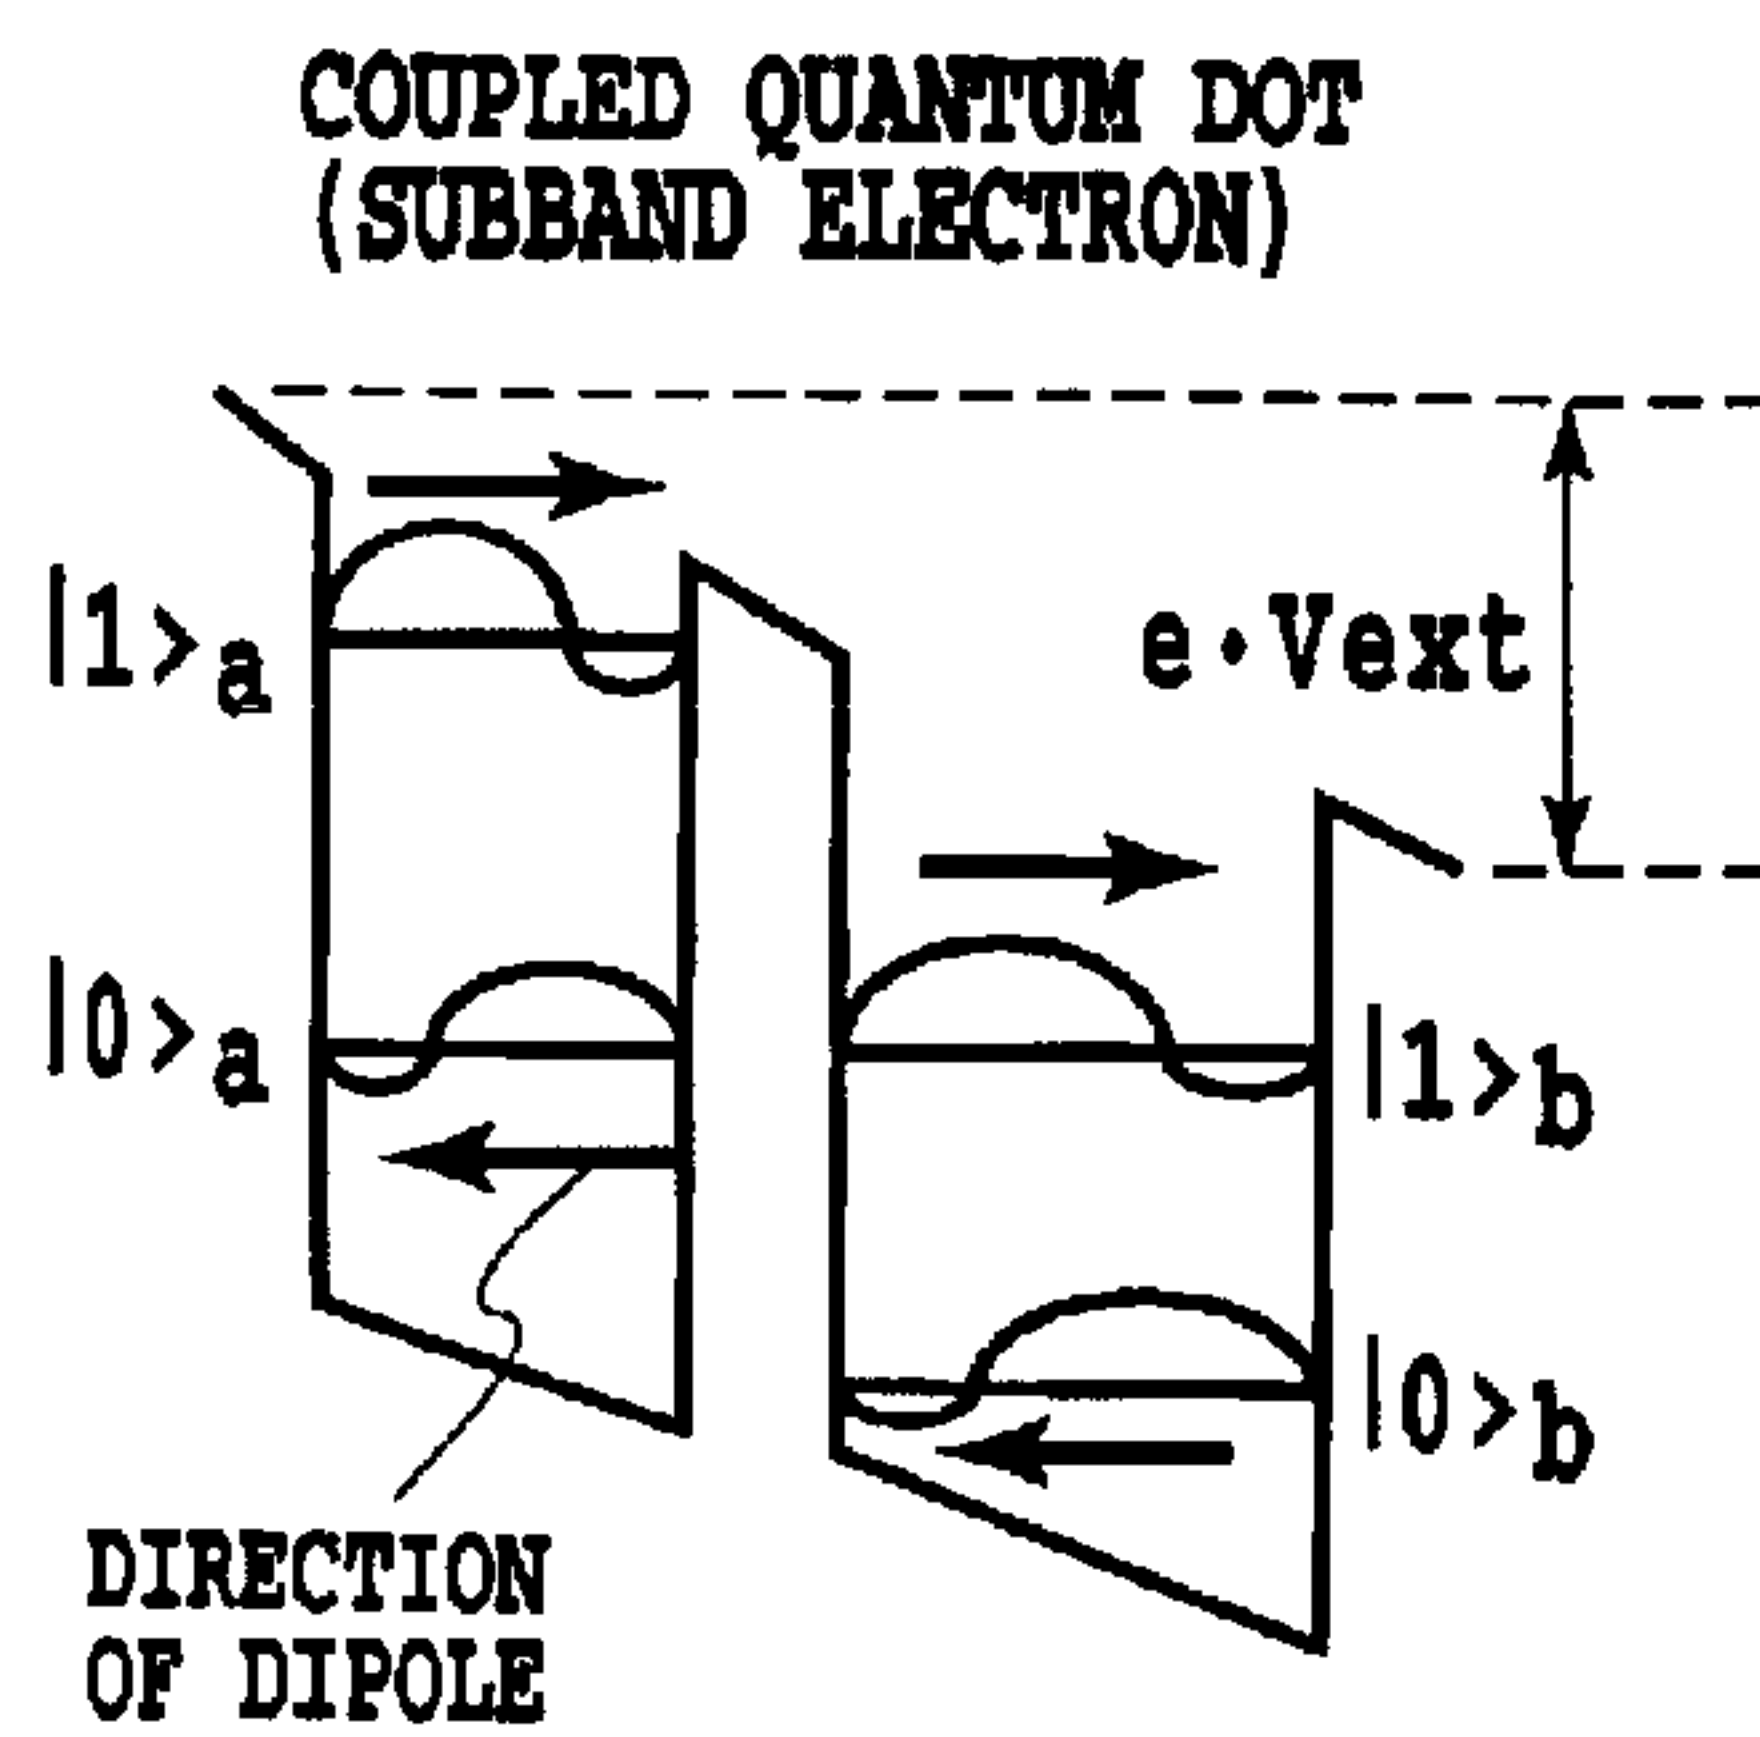 COUPLED QUANTUM DOT
(SUBBAND ELECTRON)
|1>a
e·Vext
|0>a
|1>b
|0>b
DIRECTION
OF DIPOLE